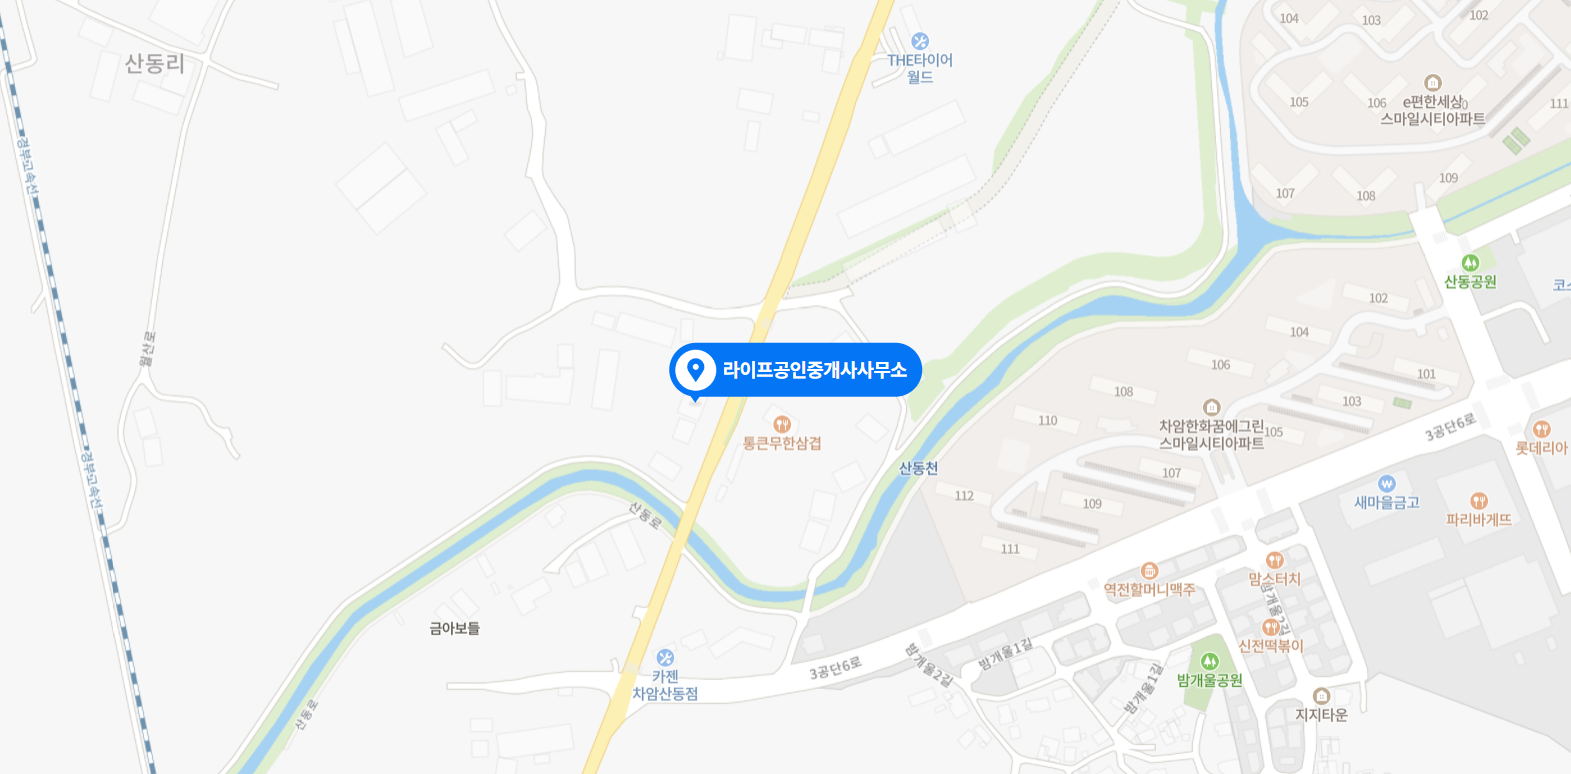 104
103
102
THE타이어
월드
산동리
105
106
e편한세상
스마일시티아파트
111
경부고속선
107
108
109
산동공원
코스
102
104
월산로
106
101
라이프공인중개사사무소
108
103
110
차암한화꿈에그린
스마일시티아파트
105
3공단6로
통큰무한삼겹
롯데리아
산동천
107
경부고속선
112
109
새마을금고
파리바게뜨
산동로
111
맘스터치
역전할머니맥주
밤개울2길
금아보들
신전떡볶이
밤개울1길
3공단6로
밤개울2길
카젠
차암산동점
밤개울공원
밤개울1길
산동로
지지타운